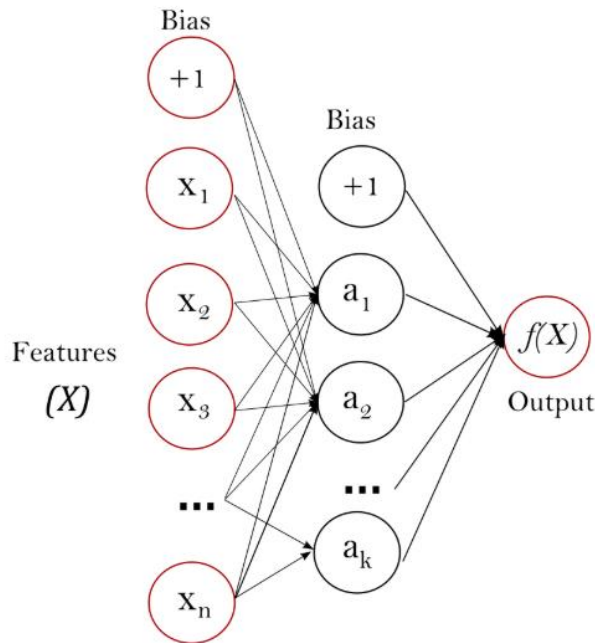 Bias
+1
x1
x2
Features
(X)
x3
...
xn
Bias
+1
a1
a2
...
ak
f(X)
Output